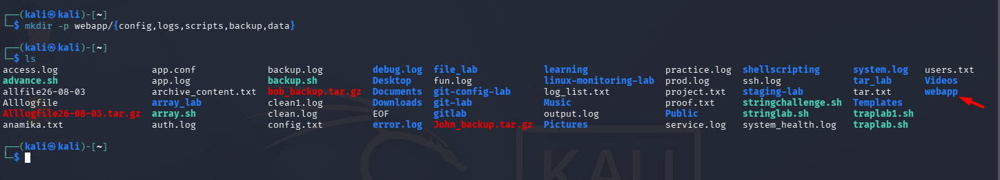 ┌──(kali㉿kali)-[~]
└─$ mkdir -p webapp/{config,logs,scripts,backup,data}
┌──(kali㉿kali)-[~]
└─$ ls
access.log app.conf backup.log debug.log file_lab learning practice.log shellscripting system.log users.txt
advance.sh app.log backup.sh Desktop fun.log linux-monitoring-lab prod.log ssh.log tar_lab Videos
allfile26-08-03 archive_content.txt bob_backup.tar.gz Documents git-config-lab log_list.txt project.txt staging-lab tar.txt webapp
Alllogfile array_lab clean1.log Downloads git-lab Music proof.txt stringchallenge.sh Templates
Alllogfile26-08-03.tar.gz array.sh clean.log EOF gitlab output.log Public stringlab.sh traplab1.sh
anamika.txt auth.log config.txt error.log John_backup.tar.gz Pictures service.log system_health.log traplab.sh
┌──(kali㉿kali)-[~]
└─$
KALI